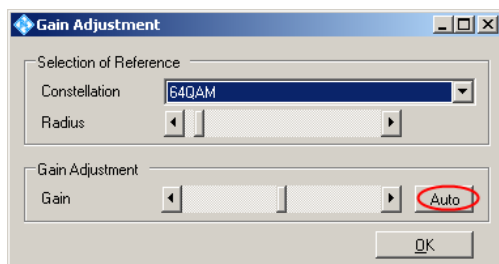 Gain Adjustment
Selection of Reference
Constellation 64QAM
Radius
Gain Adjustment
Gain Auto
OK